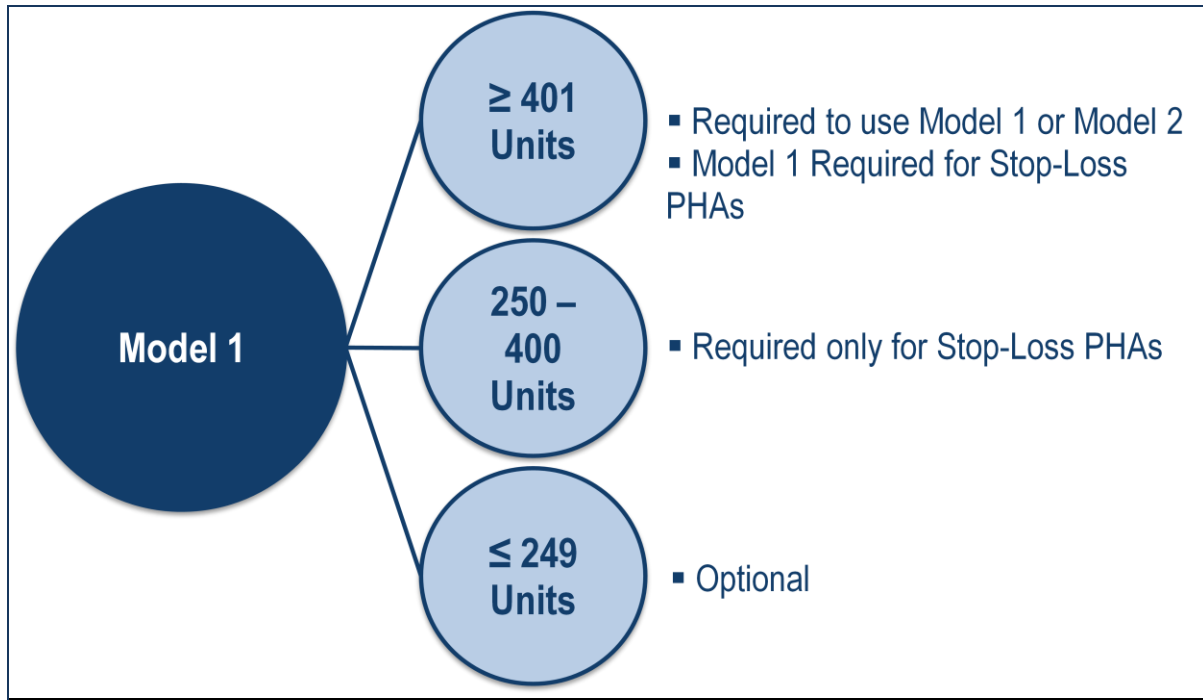 Model 1
≥ 401
Units
▪ Required to use Model 1 or Model 2
▪ Model 1 Required for Stop-Loss
PHAs
250 –
400
Units
▪ Required only for Stop-Loss PHAs
≤ 249
Units
▪ Optional